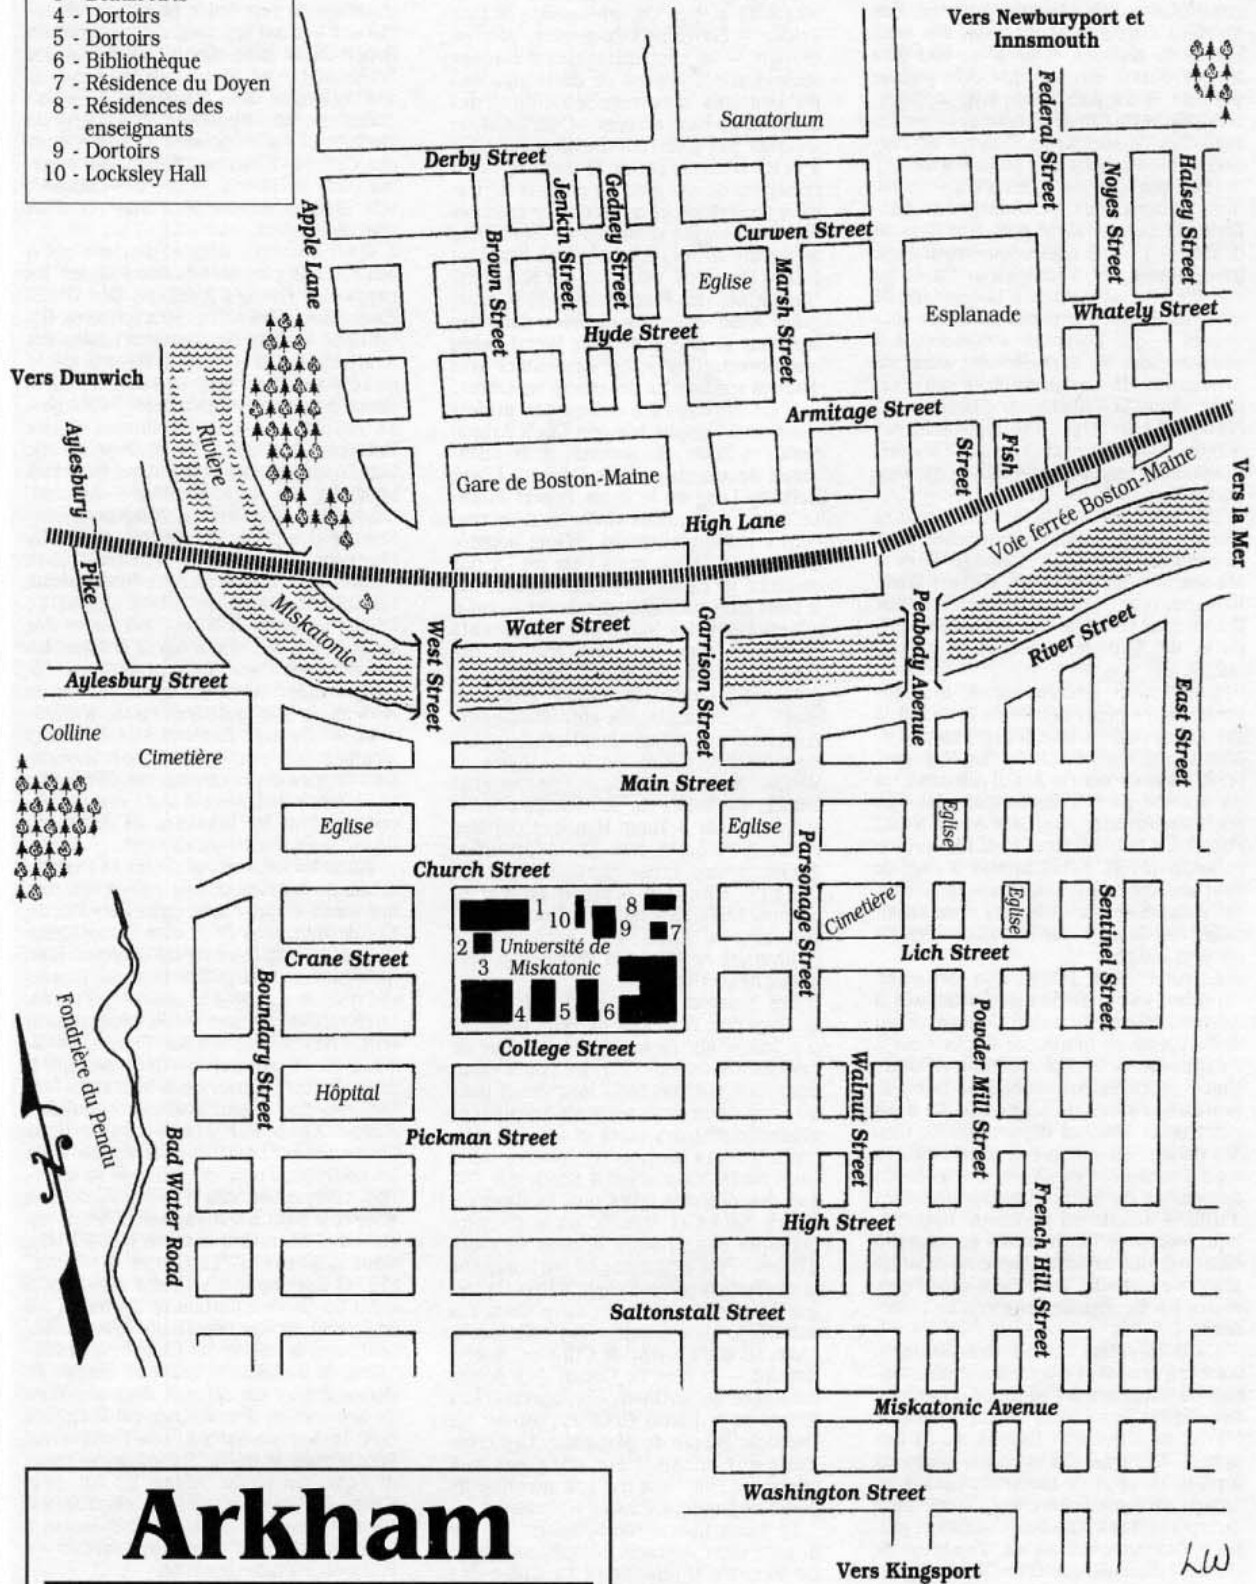 4 - Dortoirs
5 - Dortoirs
6 - Bibliothèque
7 - Résidence du Doyen
8 - Résidences des
enseignants
9 - Dortoirs
10 - Locksley Hall
Vers Newburyport et
Innsmouth
Sanatorium
Federal Street
Derby Street
Noyes Street
Halsey Street
Apple Lane
Jenkin Street
Gedney Street
Curwen Street
Brown Street
Eglise
Marsh Street
Esplanade
Whately Street
Hyde Street
Vers Dunwich
Armitage Street
Aylesbury
Pike
Rivière
Miskatonic
Gare de Boston-Maine
Street
Fish
High Lane
Voie ferrée Boston-Maine
Vers la Mer
Water Street
West Street
Garrison Street
Peabody Avenue
River Street
Aylesbury Street
East Street
Colline
Cimetière
Main Street
Eglise
Eglise
Eglise
Church Street
Parsonage Street
Cimetière
Eglise
Sentinel Street
1
10
8
9
7
2
Université de
Miskatonic
3
4
5
6
Crane Street
Lich Street
Boundary Street
Fondrière du Pendu
College Street
Powder Mill Street
Walnut Street
Hôpital
Pickman Street
Bad Water Road
High Street
French Hill Street
Saltonstall Street
Miskatonic Avenue
Washington Street
Arkham
Vers Kingsport
LW